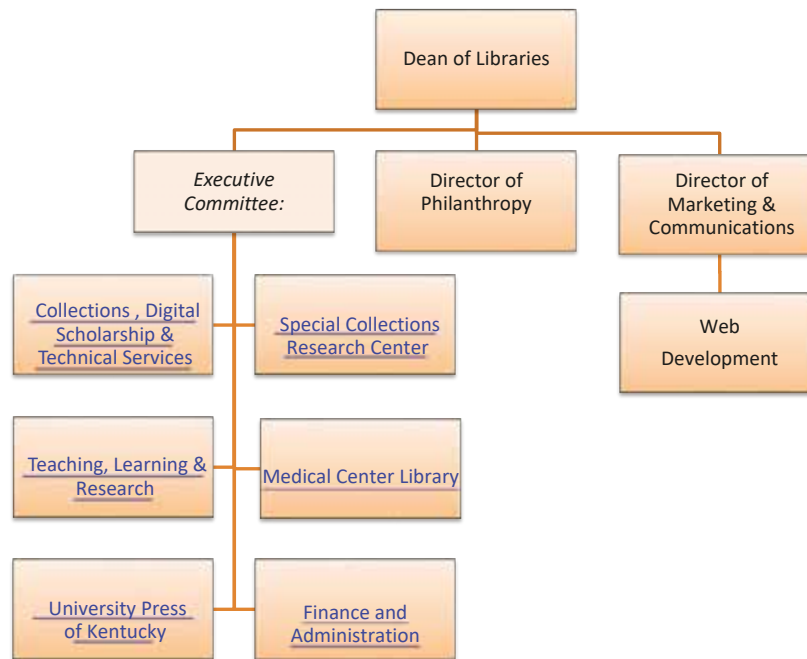 Dean of Libraries
Executive
Committee:
Director of
Philanthropy
Director of
Marketing &
Communications
Collections , Digital
Scholarship &
Technical Services
Special Collections
Research Center
Web
Development
Teaching, Learning &
Research
Medical Center Library
University Press
of Kentucky
Finance and
Administration